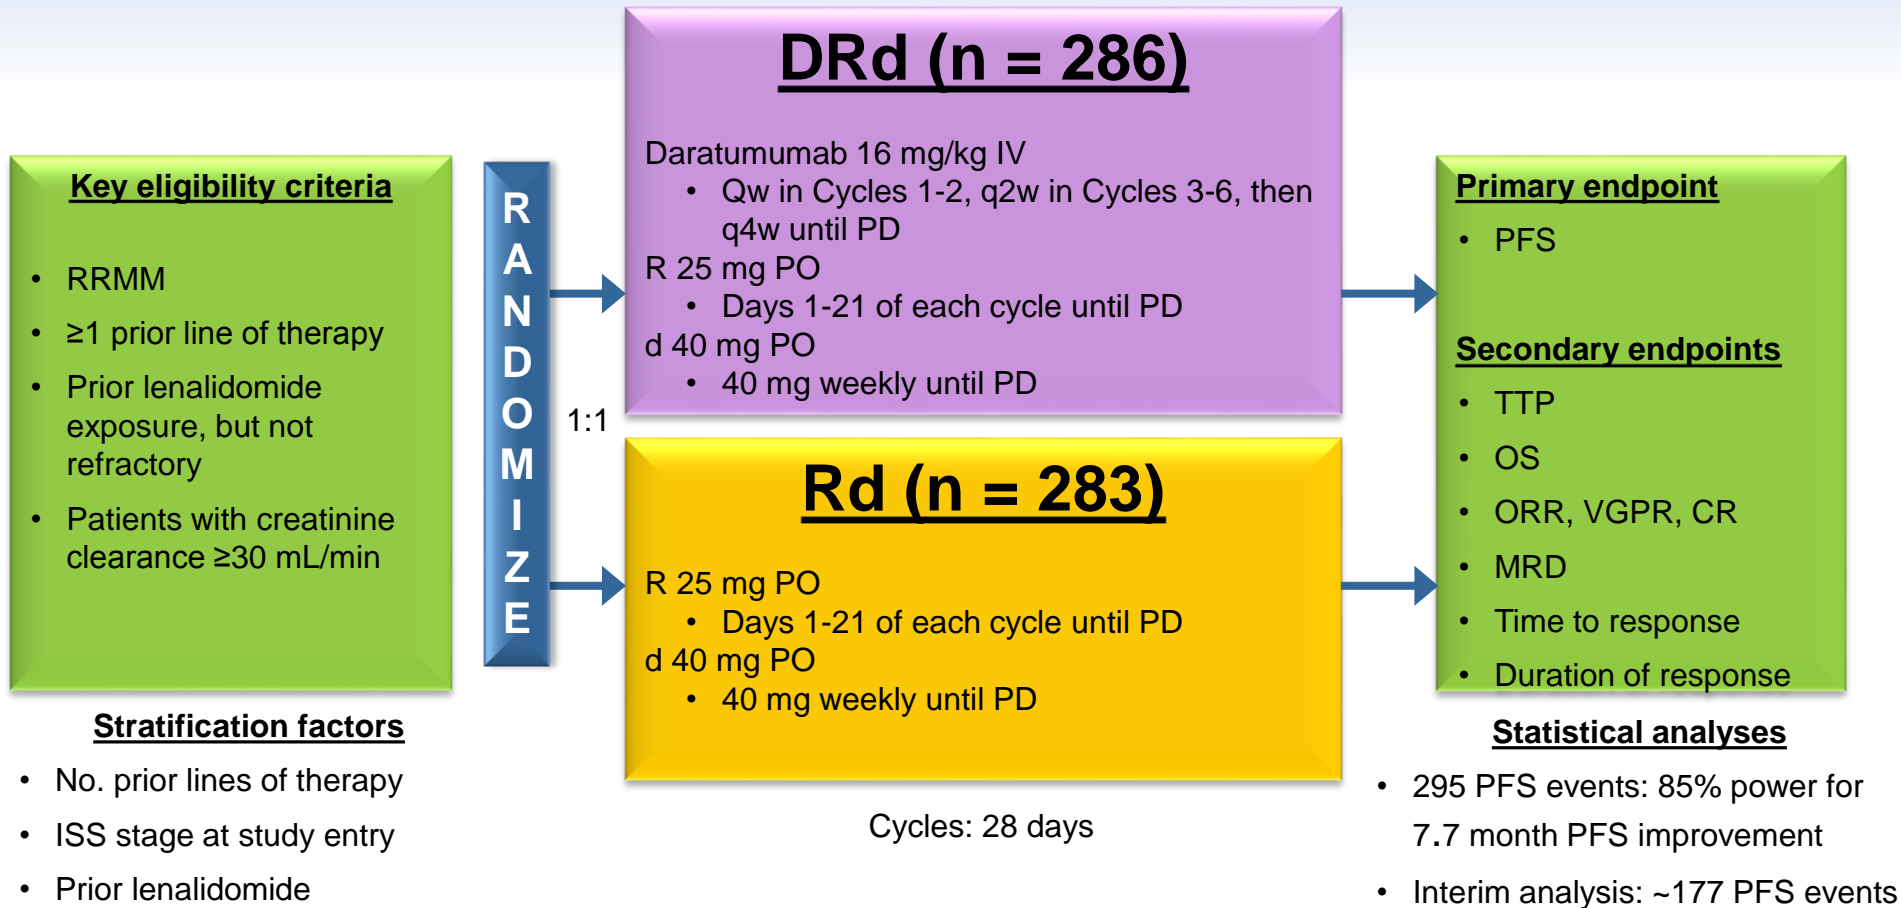 Key eligibility criteria
• RRMM
• ≥1 prior line of therapy
• Prior lenalidomide
exposure, but not
refractory
• Patients with creatinine
clearance ≥30 mL/min
Stratification factors
• No. prior lines of therapy
• ISS stage at study entry
• Prior lenalidomide
R
A
N
D
O
M
I
Z
E
1:1
DRd (n = 286)
Daratumumab 16 mg/kg IV
• Qw in Cycles 1-2, q2w in Cycles 3-6, then
q4w until PD
R 25 mg PO
• Days 1-21 of each cycle until PD
d 40 mg PO
• 40 mg weekly until PD
Rd (n = 283)
R 25 mg PO
• Days 1-21 of each cycle until PD
d 40 mg PO
• 40 mg weekly until PD
Cycles: 28 days
Primary endpoint
• PFS
Secondary endpoints
• TTP
• OS
• ORR, VGPR, CR
• MRD
• Time to response
• Duration of response
Statistical analyses
• 295 PFS events: 85% power for
7.7 month PFS improvement
• Interim analysis: ~177 PFS events